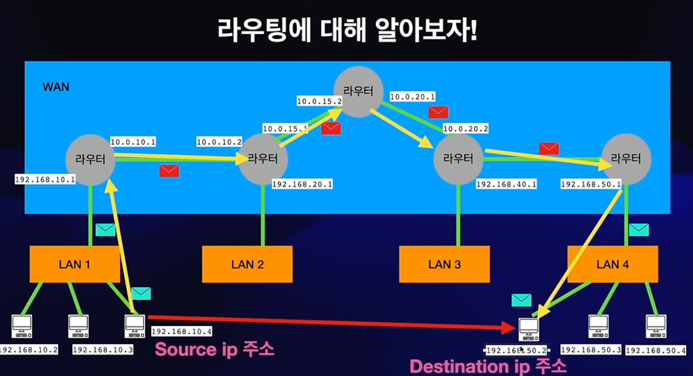 라우팅에 대해 알아보자!
WAN
라우터
10.0.15.2
10.0.20.1
10.0.10.1
10.0.10.2
10.0.15.1
10.0.20.2
라우터
라우터
라우터
라우터
192.168.10.1
192.168.20.1
192.168.40.1
192.168.50.1
LAN 1
LAN 2
LAN 3
LAN 4
192.168.10.2
192.168.10.3
192.168.10.4
192.168.50.2
192.168.50.3
192.168.50.4
Source ip 주소
Destination ip 주소